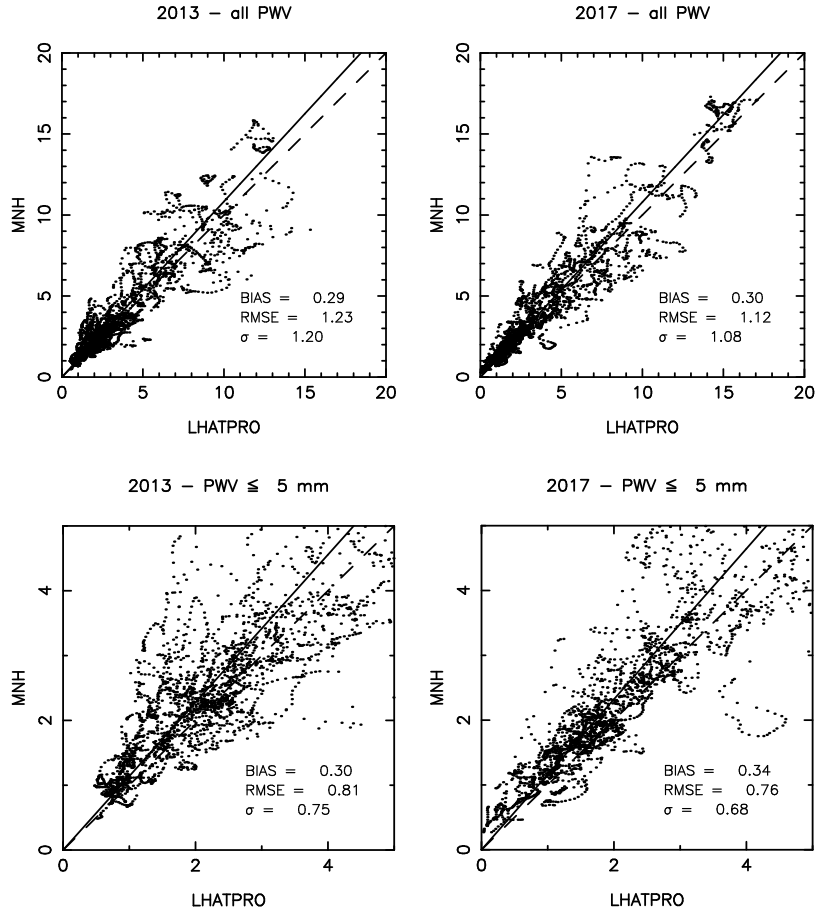 2013 – all PWV
20
15
10
5
0
MNH
BIAS = 0.29
RMSE = 1.23
σ = 1.20
0 5 10 15 20
LHATPRO
2017 – all PWV
20
15
10
5
0
MNH
BIAS = 0.30
RMSE = 1.12
σ = 1.08
0 5 10 15 20
LHATPRO
2013 – PWV ≦ 5 mm
4
2
0
MNH
BIAS = 0.30
RMSE = 0.81
σ = 0.75
0 2 4
LHATPRO
2017 – PWV ≦ 5 mm
4
2
0
MNH
BIAS = 0.34
RMSE = 0.76
σ = 0.68
0 2 4
LHATPRO